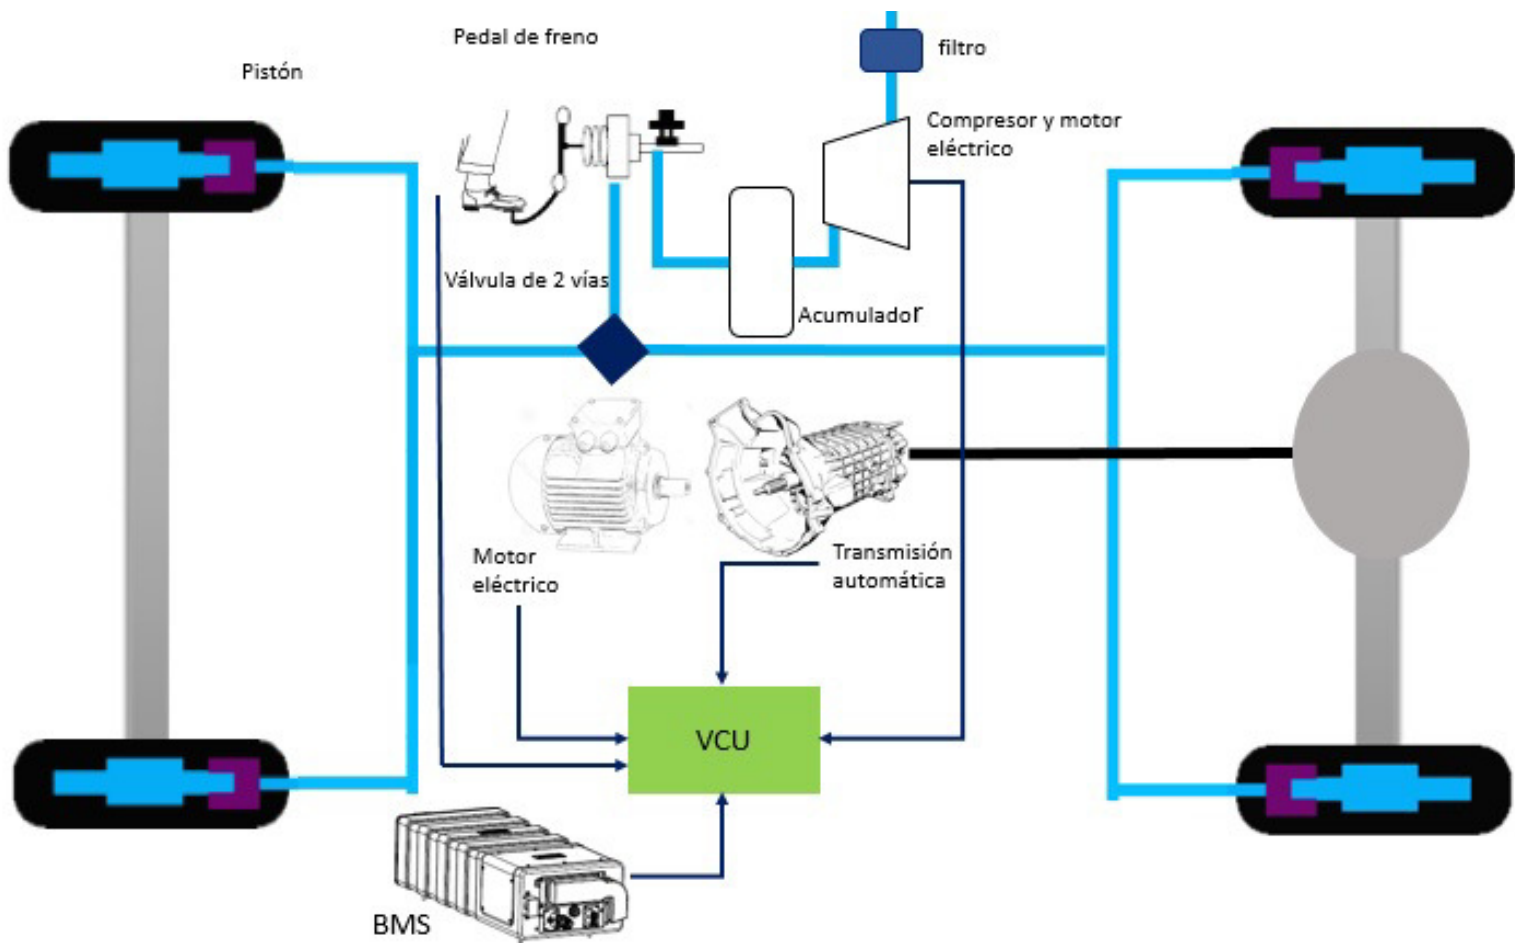 Pedal de freno
filtro
Pistón
Compresor y motor
eléctrico
Válvula de 2 vías
Acumulador
Motor
eléctrico
Transmisión
automática
VCU
BMS